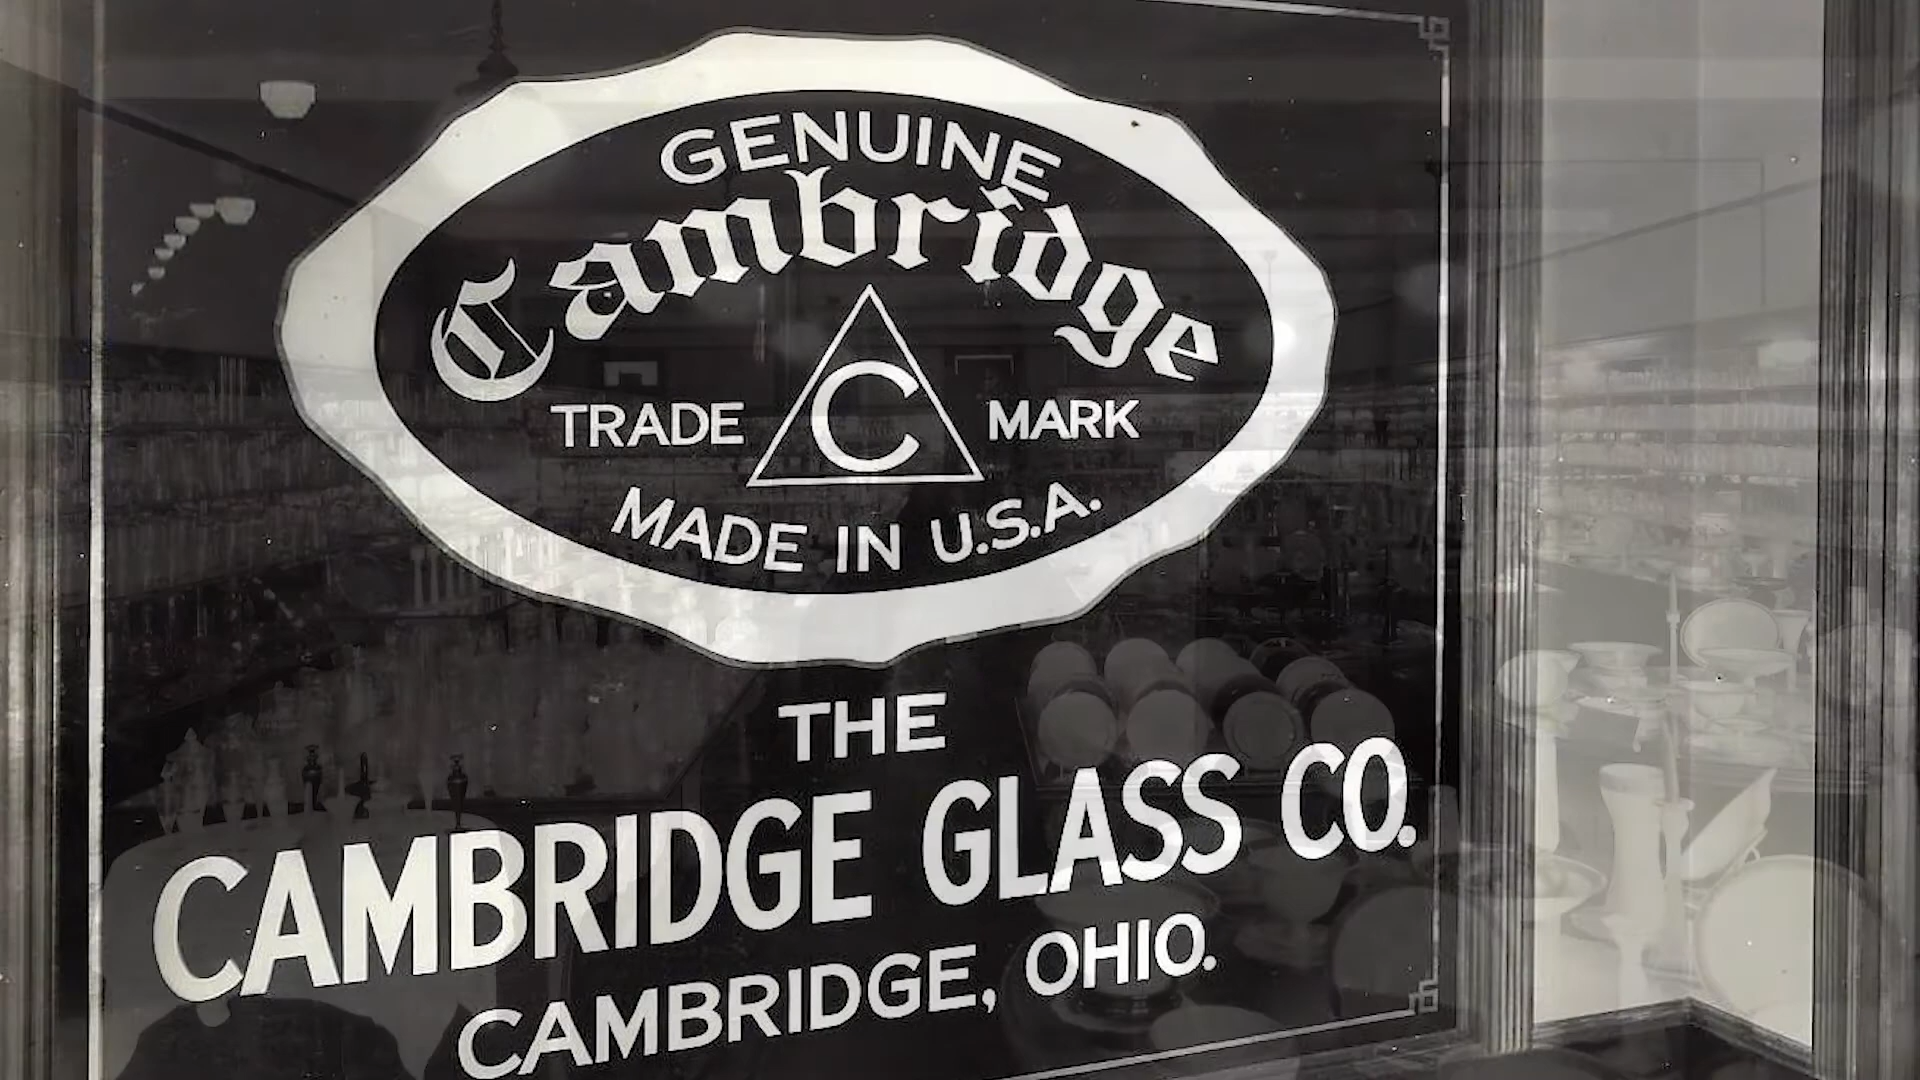 GENUINE
Cambridge
TRADE C MARK
MADE IN U.S.A.
THE
CAMBRIDGE GLASS CO.
CAMBRIDGE, OHIO.